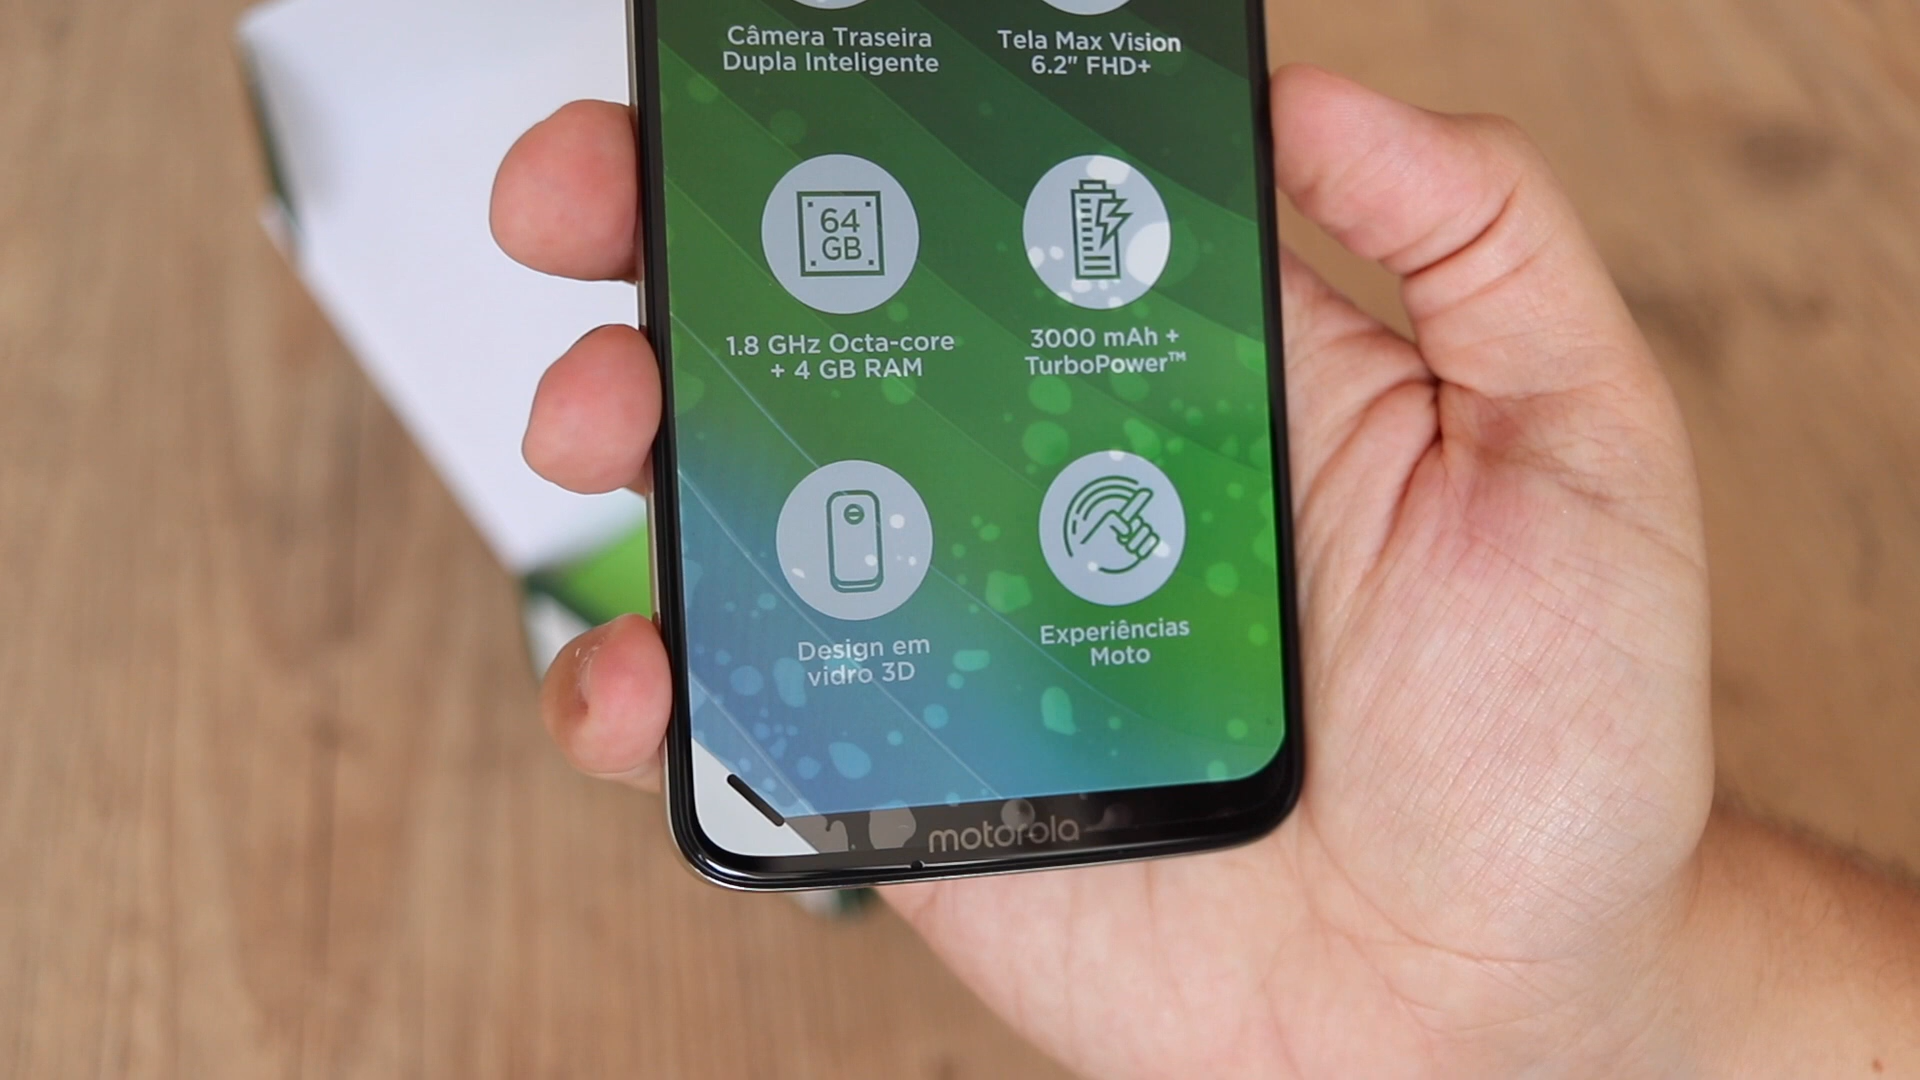 Câmera Traseira
Dupla Inteligente
Tela Max Vision
6.2" FHD+
64
GB
1.8 GHz Octa-core
+ 4 GB RAM
3000 mAh +
TurboPower™
Design em
vidro 3D
Experiências
Moto
motorola